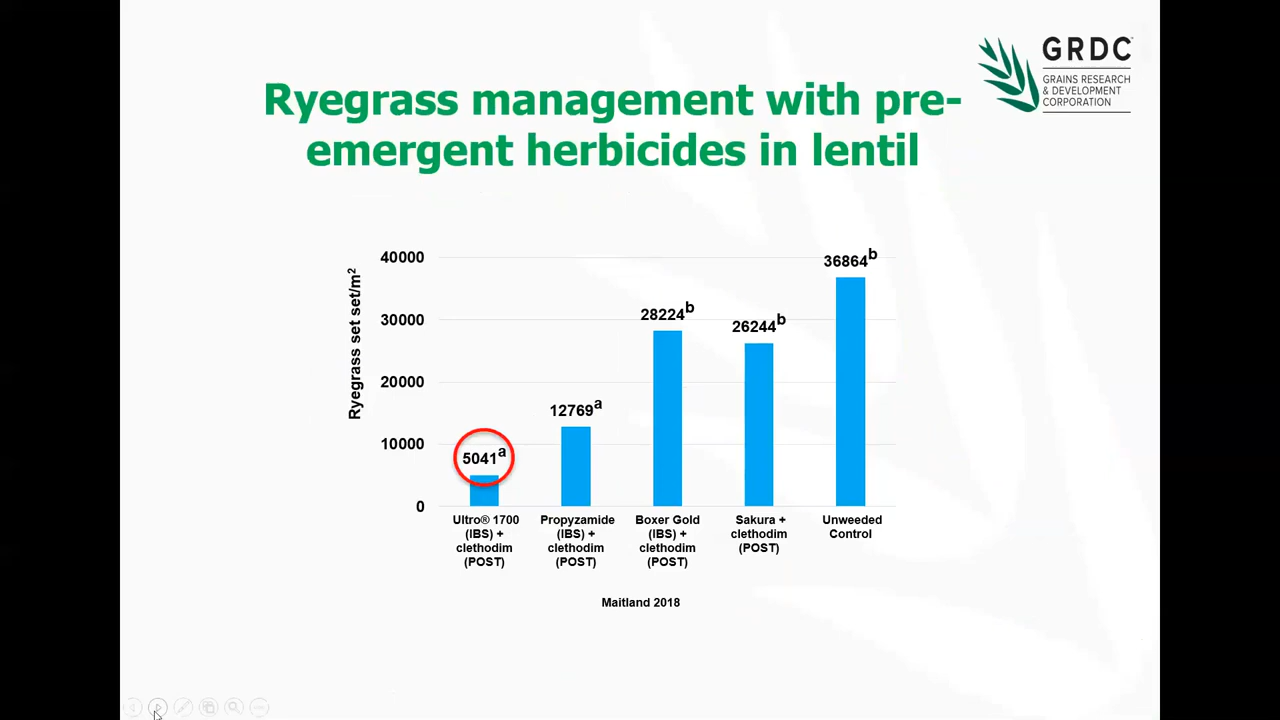 GRDC
GRAINS RESEARCH
& DEVELOPMENT
CORPORATION
Ryegrass management with pre-
emergent herbicides in lentil
Ryegrass set set/m²
40000
30000
20000
10000
0
5041ᵃ
12769ᵃ
28224ᵇ
26244ᵇ
36864ᵇ
Ultro® 1700
(IBS) +
clethodim
(POST)
Propyzamide
(IBS) +
clethodim
(POST)
Boxer Gold
(IBS) +
clethodim
(POST)
Sakura +
clethodim
(POST)
Unweeded
Control
Maitland 2018